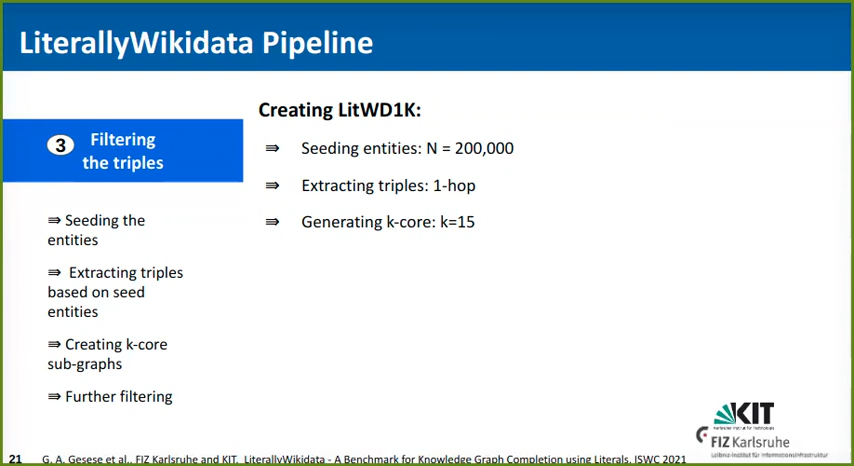 LiterallyWikidata Pipeline
3 Filtering
the triples
⇛ Seeding the
entities
⇛ Extracting triples
based on seed
entities
⇛ Creating k-core
sub-graphs
⇛ Further filtering
Creating LitWD1K:
⇛ Seeding entities: N = 200,000
⇛ Extracting triples: 1-hop
⇛ Generating k-core: k=15
KIT
FIZ Karlsruhe
Leibniz-Institut für Informationsinfrastruktur
21 G. A. Gesese et al., FIZ Karlsruhe and KIT, LiterallyWikidata - A Benchmark for Knowledge Graph Completion using Literals, ISWC 2021